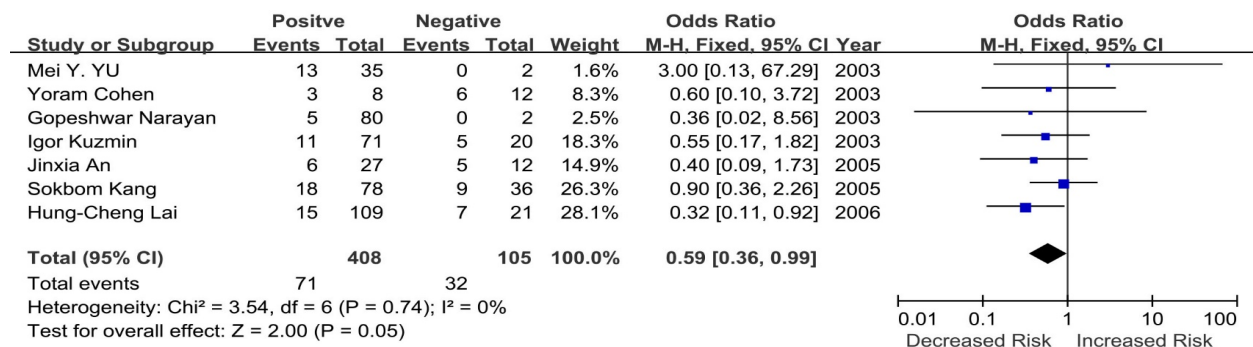 Positve Negative Odds Ratio Odds Ratio
Study or Subgroup Events Total Events Total Weight M-H, Fixed, 95% CI Year M-H, Fixed, 95% CI
Mei Y. YU 13 35 0 2 1.6% 3.00 [0.13, 67.29] 2003
Yoram Cohen 3 8 6 12 8.3% 0.60 [0.10, 3.72] 2003
Gopeshwar Narayan 5 80 0 2 2.5% 0.36 [0.02, 8.56] 2003
Igor Kuzmin 11 71 5 20 18.3% 0.55 [0.17, 1.82] 2003
Jinxia An 6 27 5 12 14.9% 0.40 [0.09, 1.73] 2005
Sokbom Kang 18 78 9 36 26.3% 0.90 [0.36, 2.26] 2005
Hung-Cheng Lai 15 109 7 21 28.1% 0.32 [0.11, 0.92] 2006
Total (95% CI) 408 105 100.0% 0.59 [0.36, 0.99]
Total events 71 32
Heterogeneity: Chi² = 3.54, df = 6 (P = 0.74); I² = 0%
Test for overall effect: Z = 2.00 (P = 0.05)
0.01 0.1 1 10 100
Decreased Risk Increased Risk